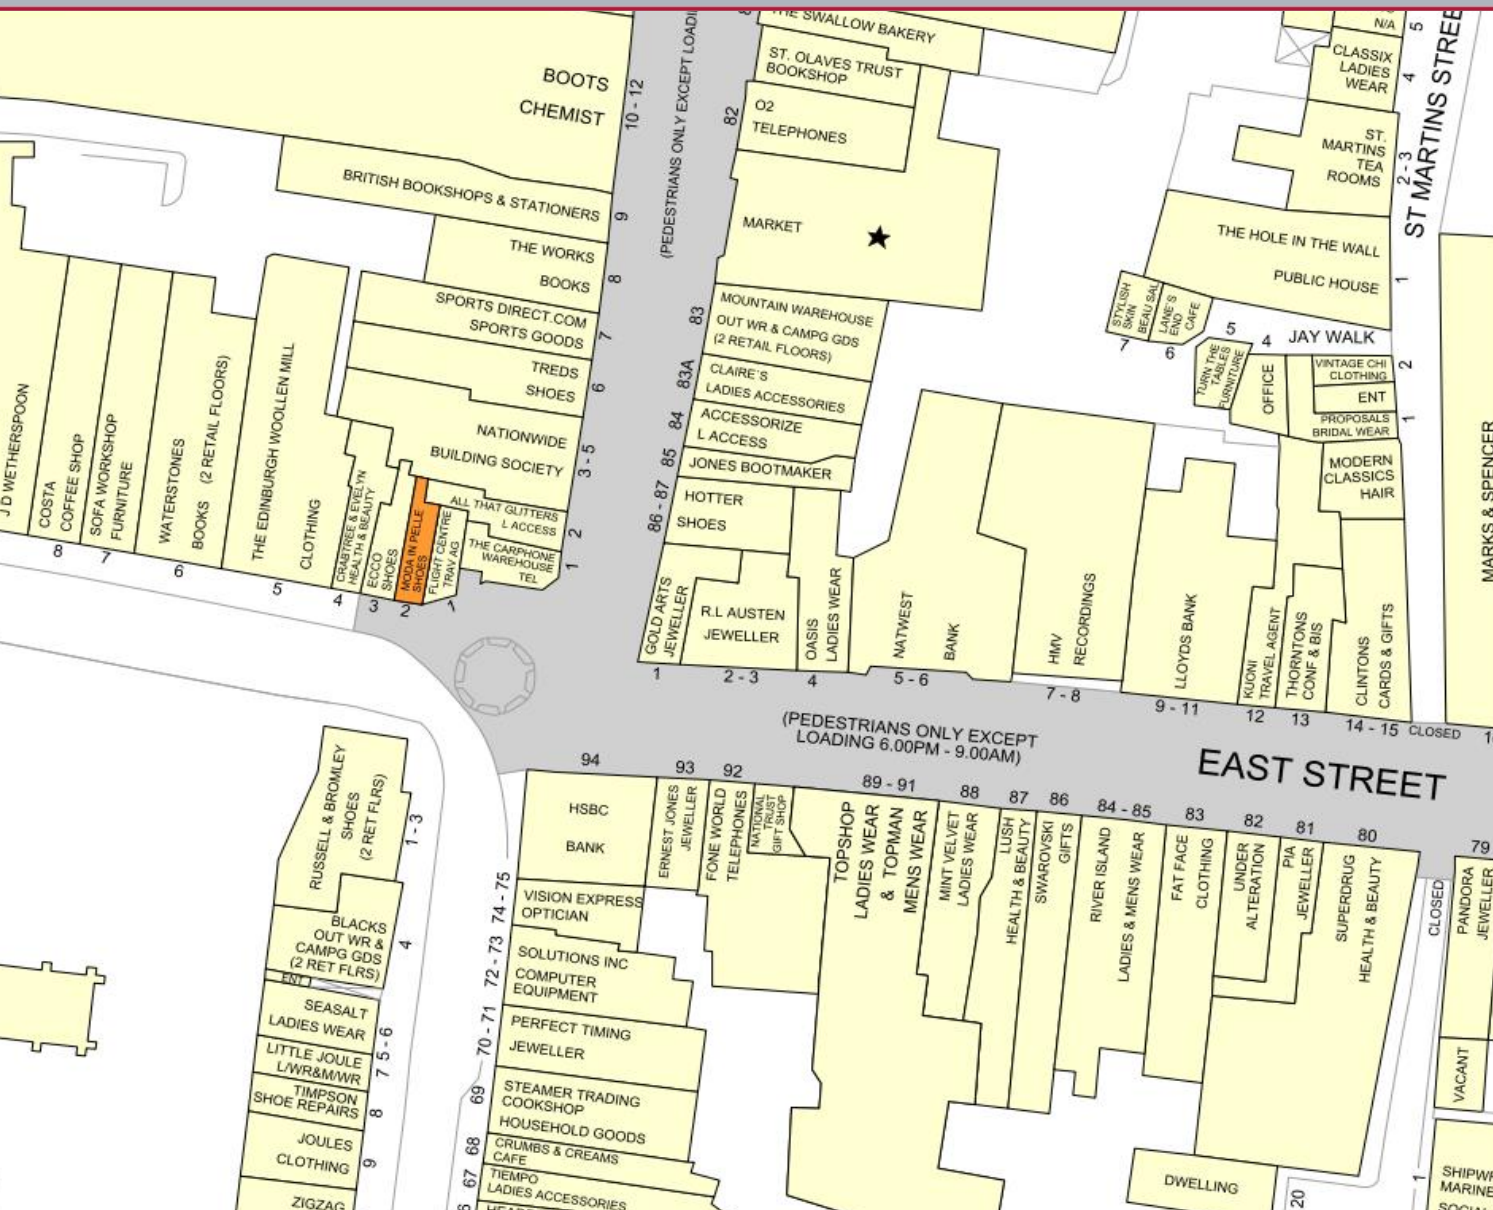 BOOTS
CHEMIST
10 - 12
(PEDESTRIANS ONLY EXCEPT LOADI
THE SWALLOW BAKERY
ST. OLAVES TRUST
BOOKSHOP
O2
TELEPHONES
82
MARKET
N/A
5
CLASSIX
LADIES
WEAR
4
ST.
MARTINS
TEA
ROOMS
2 - 3
ST MARTINS STREE
THE HOLE IN THE WALL
PUBLIC HOUSE
1
BRITISH BOOKSHOPS & STATIONERS
9
THE WORKS
BOOKS
8
SPORTS DIRECT.COM
SPORTS GOODS
7
TREDS
SHOES
6
NATIONWIDE
BUILDING SOCIETY
3 - 5
ALL THAT GLITTERS
L ACCESS
2
THE CARPHONE
WAREHOUSE
TEL
1
MOUNTAIN WAREHOUSE
OUT WR & CAMPG GDS
(2 RETAIL FLOORS)
83
CLAIRE'S
LADIES ACCESSORIES
83A
ACCESSORIZE
L ACCESS
84
JONES BOOTMAKER
85
HOTTER
SHOES
86 - 87
STYLISH
SKIN
BEAU SAL
7
LANE'S
END
CAFE
6
TURN THE
TABLES
FURNITURE
5
OFFICE
4
JAY WALK
VINTAGE CHI
CLOTHING
2
ENT
PROPOSALS
BRIDAL WEAR
1
MODERN
CLASSICS
HAIR
MARKS & SPENCER
J D WETHERSPOON
COSTA
COFFEE SHOP
8
SOFA WORKSHOP
FURNITURE
7
WATERSTONES
BOOKS (2 RETAIL FLOORS)
6
THE EDINBURGH WOOLLEN MILL
CLOTHING
5
CRABTREE & EVELYN
HEALTH & BEAUTY
4
ECCO
SHOES
3
MODA IN PELLE
SHOES
2
FLIGHT CENTRE
TRAV AG
1
GOLD ARTS
JEWELLER
1
R.L AUSTEN
JEWELLER
2 - 3
OASIS
LADIES WEAR
4
NATWEST
BANK
5 - 6
HMV
RECORDINGS
7 - 8
LLOYDS BANK
9 - 11
KUONI
TRAVEL AGENT
12
THORNTONS
CONF & BIS
13
CLINTONS
CARDS & GIFTS
14 - 15
CLOSED
(PEDESTRIANS ONLY EXCEPT
LOADING 6.00PM - 9.00AM)
EAST STREET
RUSSELL & BROMLEY
SHOES
(2 RET FLRS)
1 - 3
BLACKS
OUT WR &
CAMPG GDS
(2 RET FLRS)
4
ENT
SEASALT
LADIES WEAR
5 - 6
LITTLE JOULE
L/WR&M/WR
7
TIMPSON
SHOE REPAIRS
8
JOULES
CLOTHING
9
ZIGZAG
94
HSBC
BANK
93
ERNEST JONES
JEWELLER
92
FONE WORLD
TELEPHONES
NATIONAL
TRUST
GIFT SHOP
89 - 91
TOPSHOP
LADIES WEAR
& TOPMAN
MENS WEAR
88
MINT VELVET
LADIES WEAR
87
LUSH
HEALTH & BEAUTY
86
SWAROVSKI
GIFTS
84 - 85
RIVER ISLAND
LADIES & MENS WEAR
83
FAT FACE
CLOTHING
82
UNDER
ALTERATION
81
PIA
JEWELLER
80
SUPERDRUG
HEALTH & BEAUTY
CLOSED
79
PANDORA
JEWELLER
VACANT
74 - 75
VISION EXPRESS
OPTICIAN
72 - 73
SOLUTIONS INC
COMPUTER
EQUIPMENT
70 - 71
PERFECT TIMING
JEWELLER
69
STEAMER TRADING
COOKSHOP
HOUSEHOLD GOODS
68
CRUMBS & CREAMS
CAFE
67
TIEMPO
LADIES ACCESSORIES
DWELLING
20
1
SHIPWR
MARINE